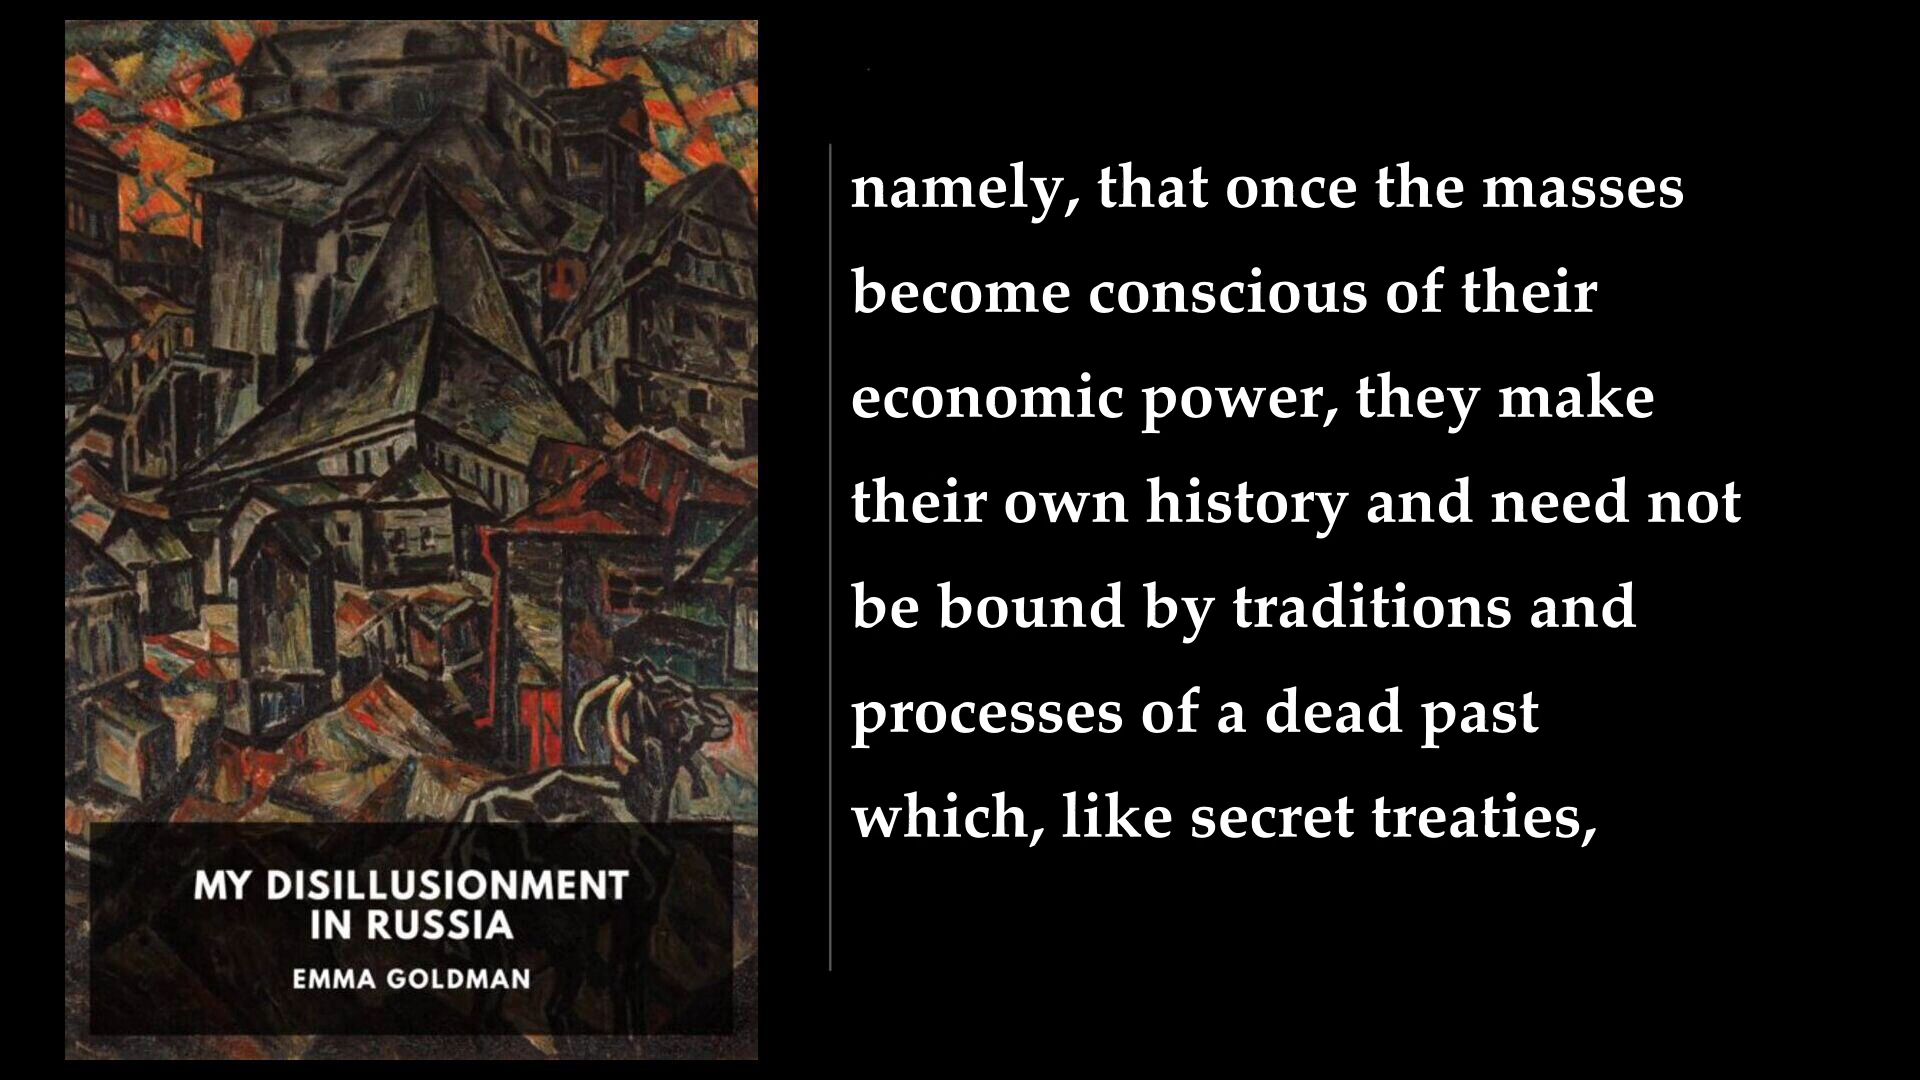 MY DISILLUSIONMENT
IN RUSSIA
EMMA GOLDMAN
namely, that once the masses
become conscious of their
economic power, they make
their own history and need not
be bound by traditions and
processes of a dead past
which, like secret treaties,